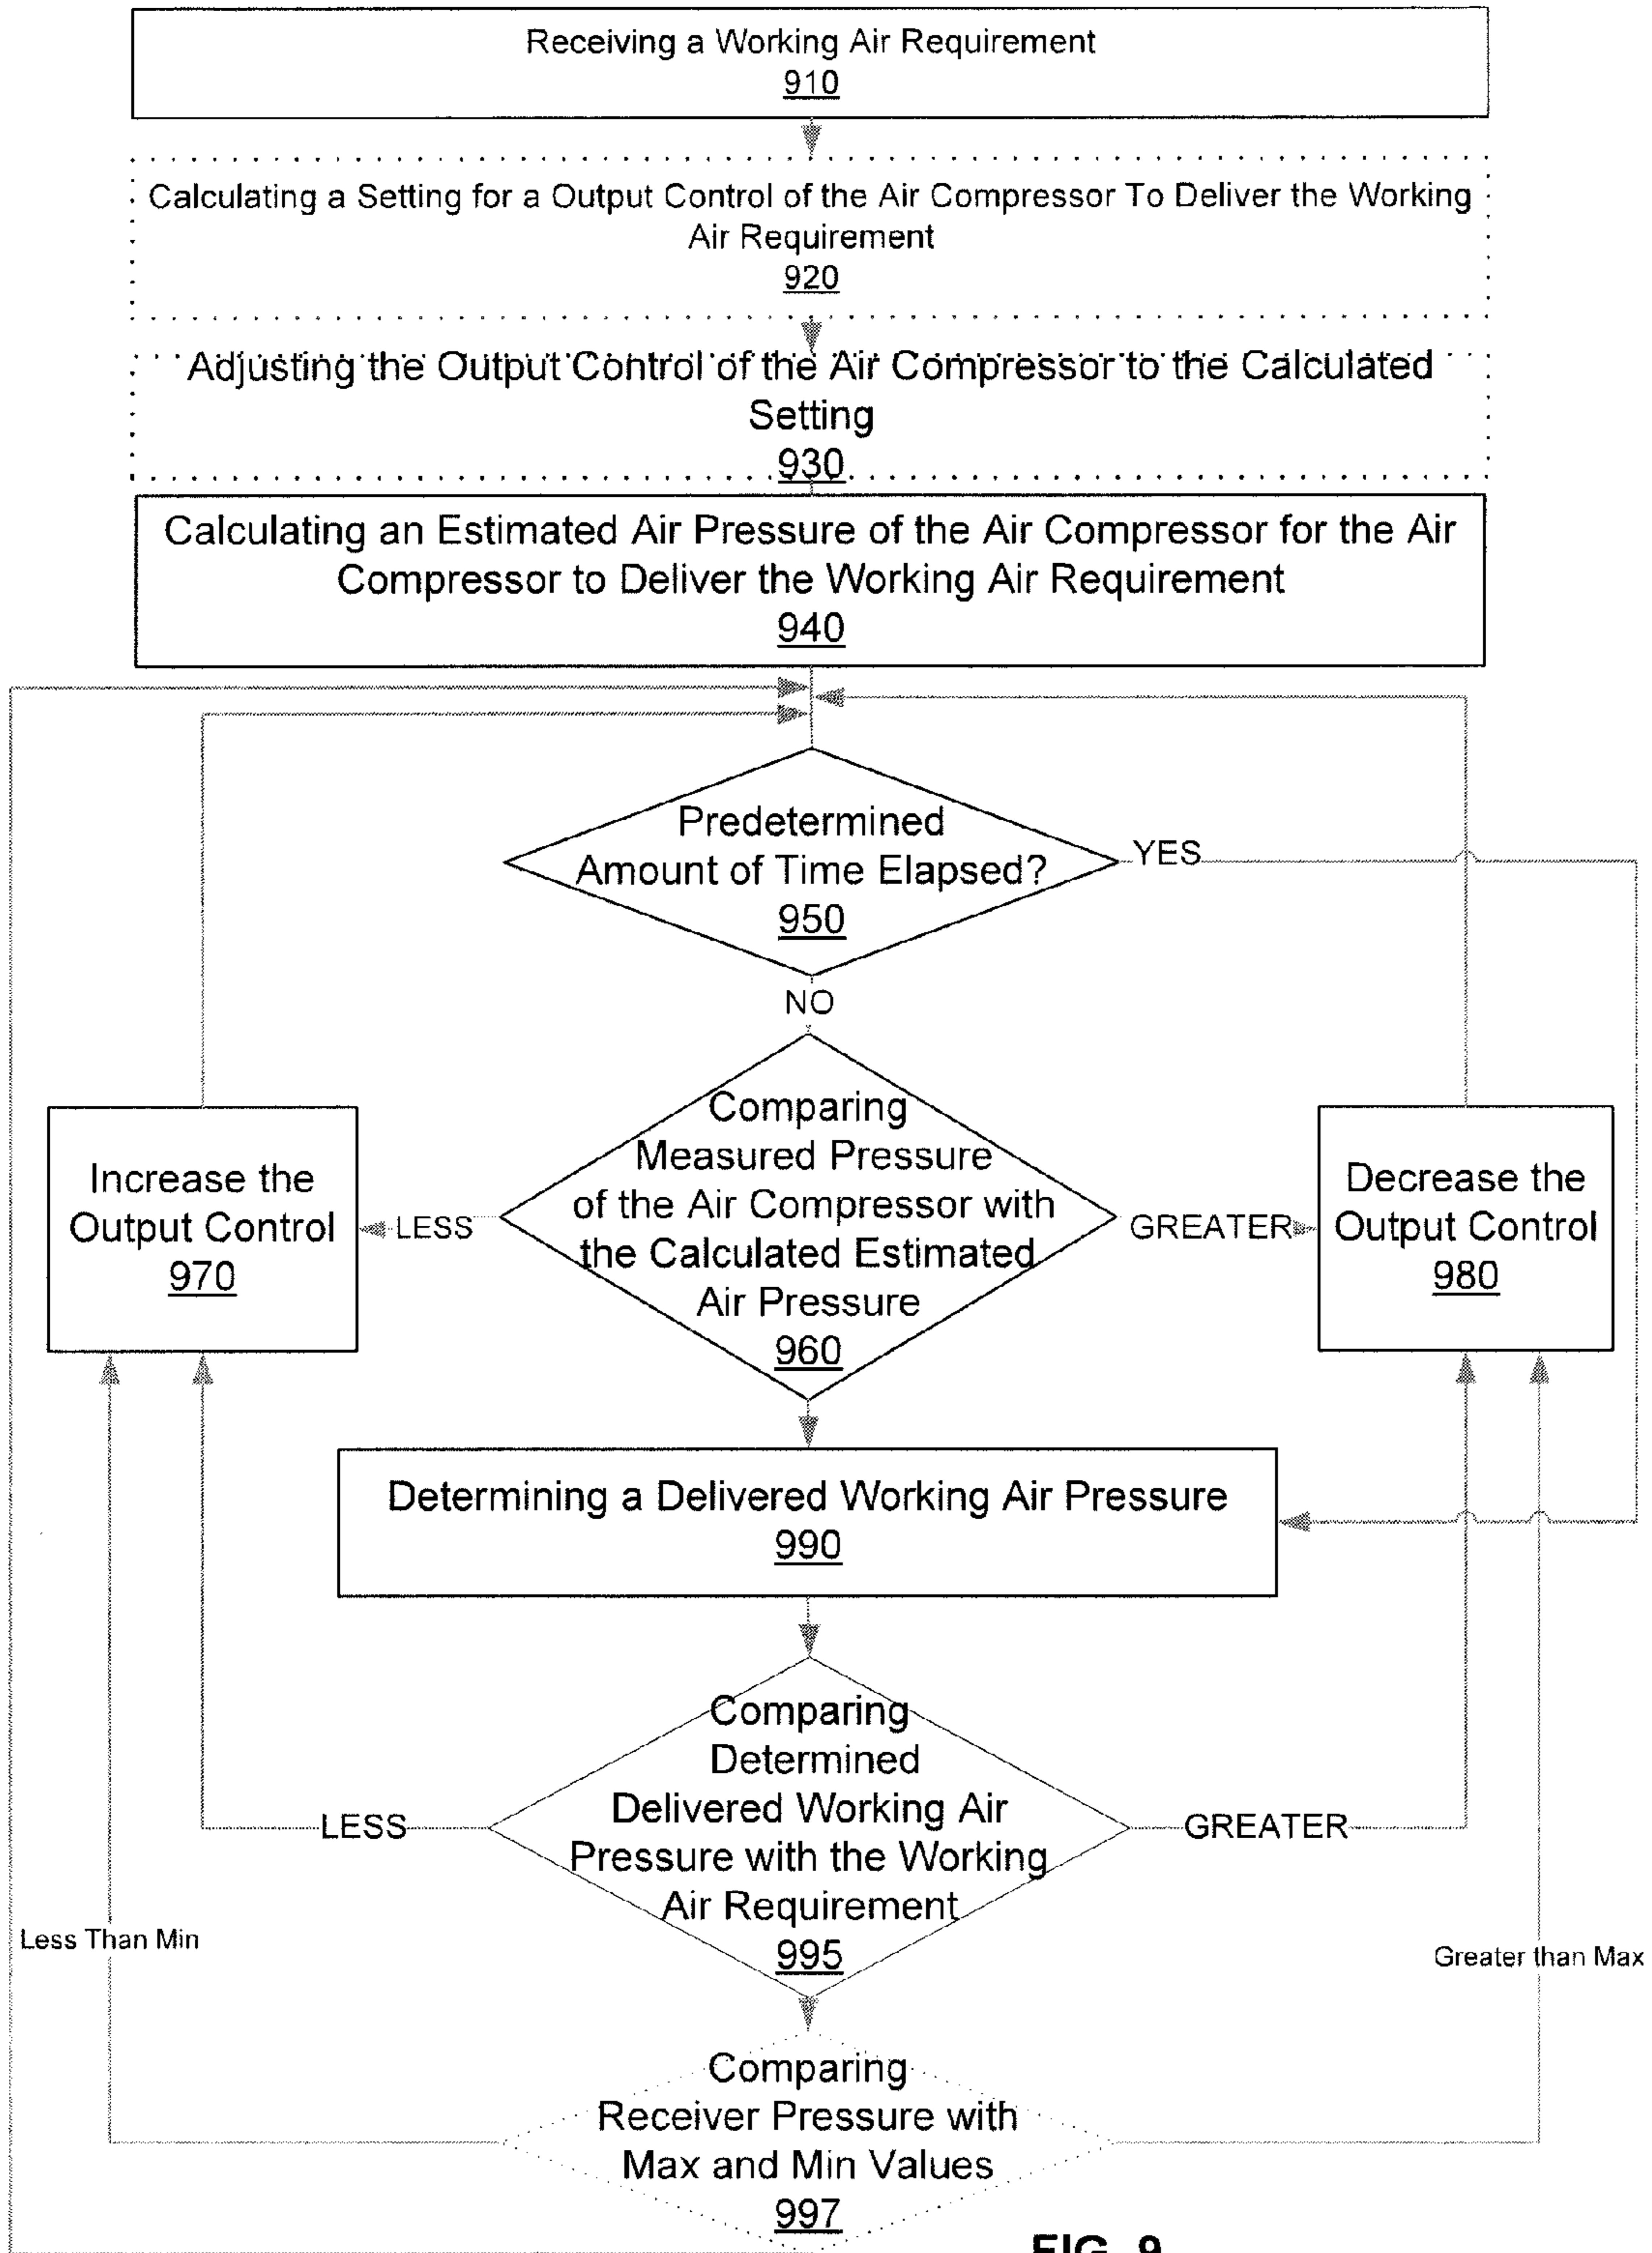 Receiving a Working Air Requirement
910
Calculating a Setting for a Output Control of the Air Compressor To Deliver the Working
Air Requirement
920
Adjusting the Output Control of the Air Compressor to the Calculated
Setting
930
Calculating an Estimated Air Pressure of the Air Compressor for the Air
Compressor to Deliver the Working Air Requirement
940
Predetermined
Amount of Time Elapsed?
950
YES
NO
Comparing
Measured Pressure
of the Air Compressor with
the Calculated Estimated
Air Pressure
960
LESS
GREATER
Increase the
Output Control
970
Decrease the
Output Control
980
Determining a Delivered Working Air Pressure
990
Comparing
Determined
Delivered Working Air
Pressure with the Working
Air Requirement
995
LESS
GREATER
Less Than Min
Greater than Max
Comparing
Receiver Pressure with
Max and Min Values
997
FIG. 9